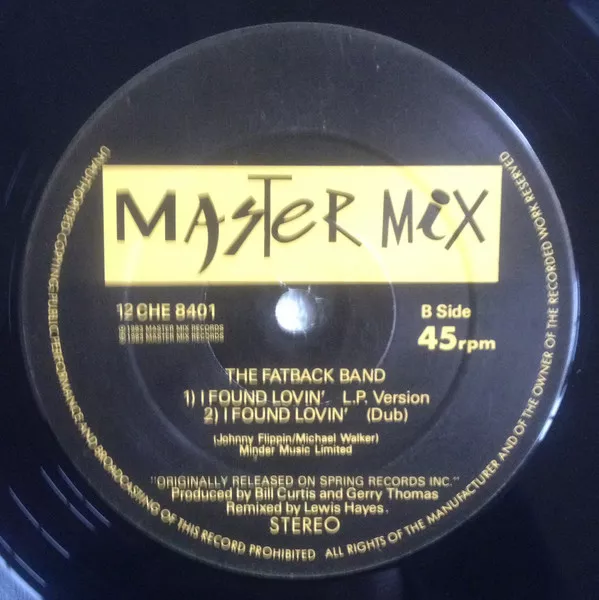 MASTER MiX
12 CHE 8401
℗1983 MASTER MIX RECORDS
©1983 MASTER MIX RECORDS
B Side
45rpm
THE FATBACK BAND
1) I FOUND LOVIN' L.P. Version
2) I FOUND LOVIN' (Dub)
(Johnny Flippin/Michael Walker)
Minder Music Limited
"ORIGINALLY RELEASED ON SPRING RECORDS INC."
Produced by Bill Curtis and Gerry Thomas
Remixed by Lewis Hayes
STEREO
UNAUTHORISED COPYING PUBLIC PERFORMANCE AND BROADCASTING OF THIS RECORD PROHIBITED ALL RIGHTS OF THE MANUFACTURER AND OF THE OWNER OF THE RECORDED WORK RESERVED